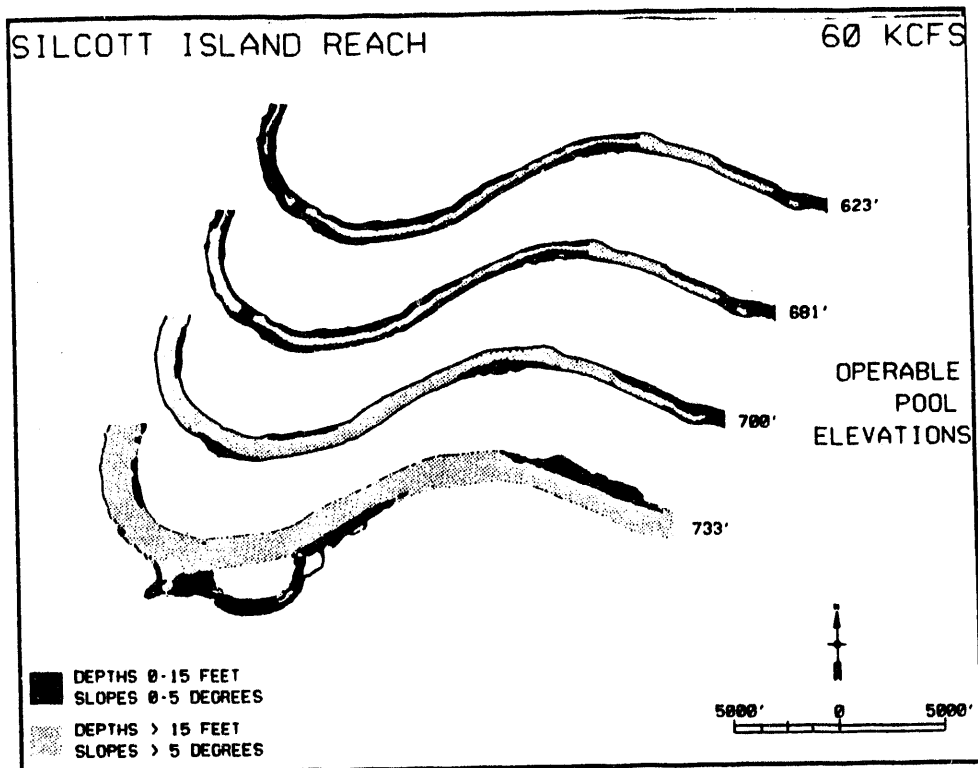 SILCOTT ISLAND REACH
60 KCFS
623'
681'
700'
733'
OPERABLE
POOL
ELEVATIONS
DEPTHS 0-15 FEET
SLOPES 0-5 DEGREES
DEPTHS > 15 FEET
SLOPES > 5 DEGREES
N
5000' 0 5000'